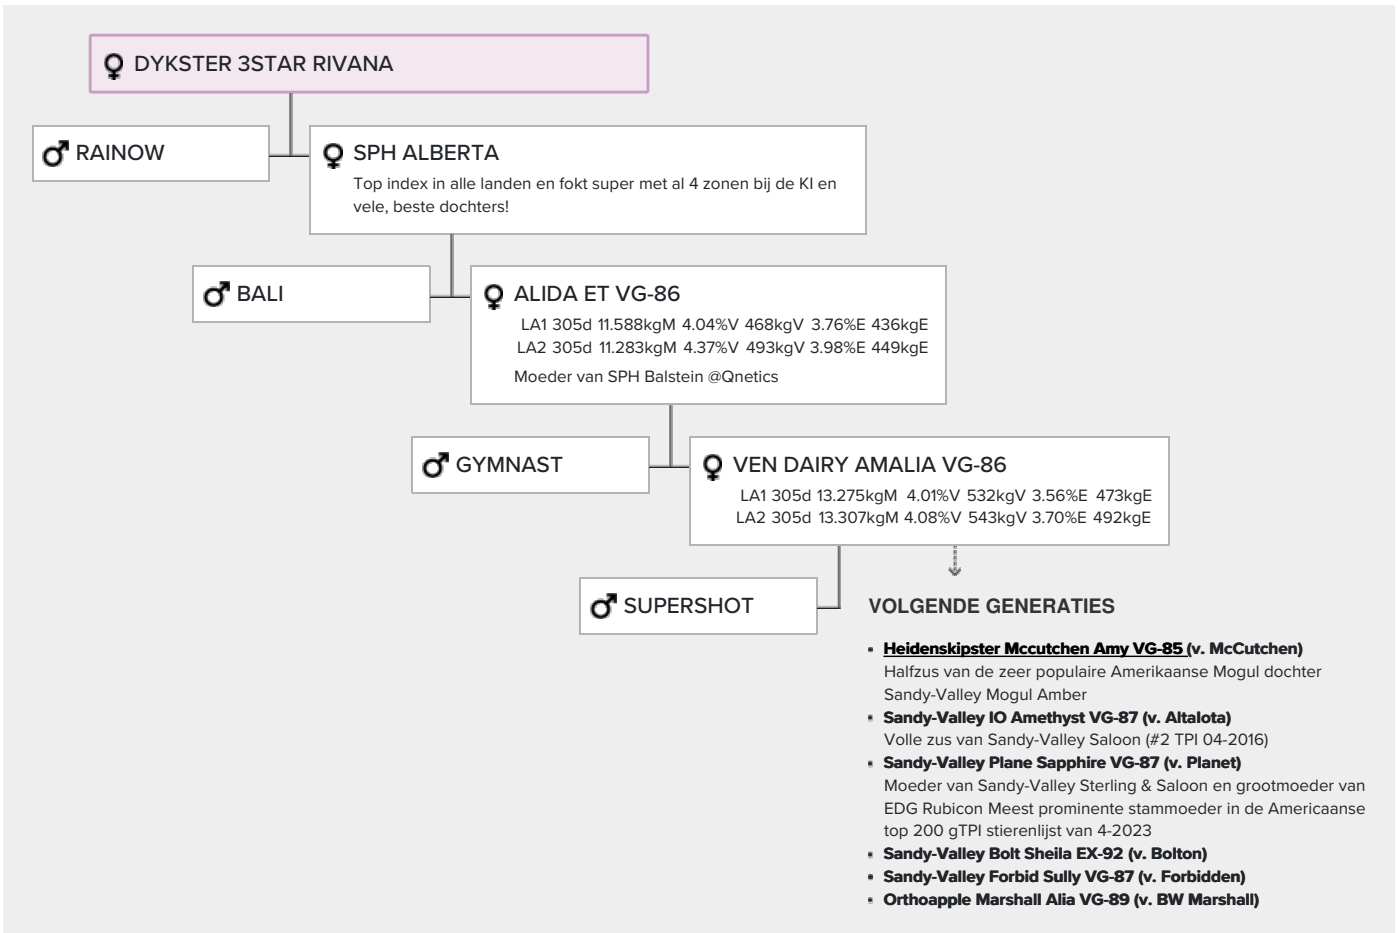 DYKSTER 3STAR RIVANA
RAINOW
SPH ALBERTA
Top index in alle landen en fokt super met al 4 zonen bij de KI en
vele, beste dochters!
BALI
ALIDA ET VG-86
LA1 305d 11.588kgM 4.04%V 468kgV 3.76%E 436kgE
LA2 305d 11.283kgM 4.37%V 493kgV 3.98%E 449kgE
Moeder van SPH Balstein @Qnetics
GYMNAST
VEN DAIRY AMALIA VG-86
LA1 305d 13.275kgM 4.01%V 532kgV 3.56%E 473kgE
LA2 305d 13.307kgM 4.08%V 543kgV 3.70%E 492kgE
SUPERSHOT
VOLGENDE GENERATIES
▪ Heidenskipster Mccutchen Amy VG-85 (v. McCutchen)
Halfzus van de zeer populaire Amerikaanse Mogul dochter
Sandy-Valley Mogul Amber
▪ Sandy-Valley IO Amethyst VG-87 (v. AltaIota)
Volle zus van Sandy-Valley Saloon (#2 TPI 04-2016)
▪ Sandy-Valley Plane Sapphire VG-87 (v. Planet)
Moeder van Sandy-Valley Sterling & Saloon en grootmoeder van
EDG Rubicon Meest prominente stammoeder in de Americaanse
top 200 gTPI stierenlijst van 4-2023
▪ Sandy-Valley Bolt Sheila EX-92 (v. Bolton)
▪ Sandy-Valley Forbid Sully VG-87 (v. Forbidden)
▪ Orthoapple Marshall Alia VG-89 (v. BW Marshall)